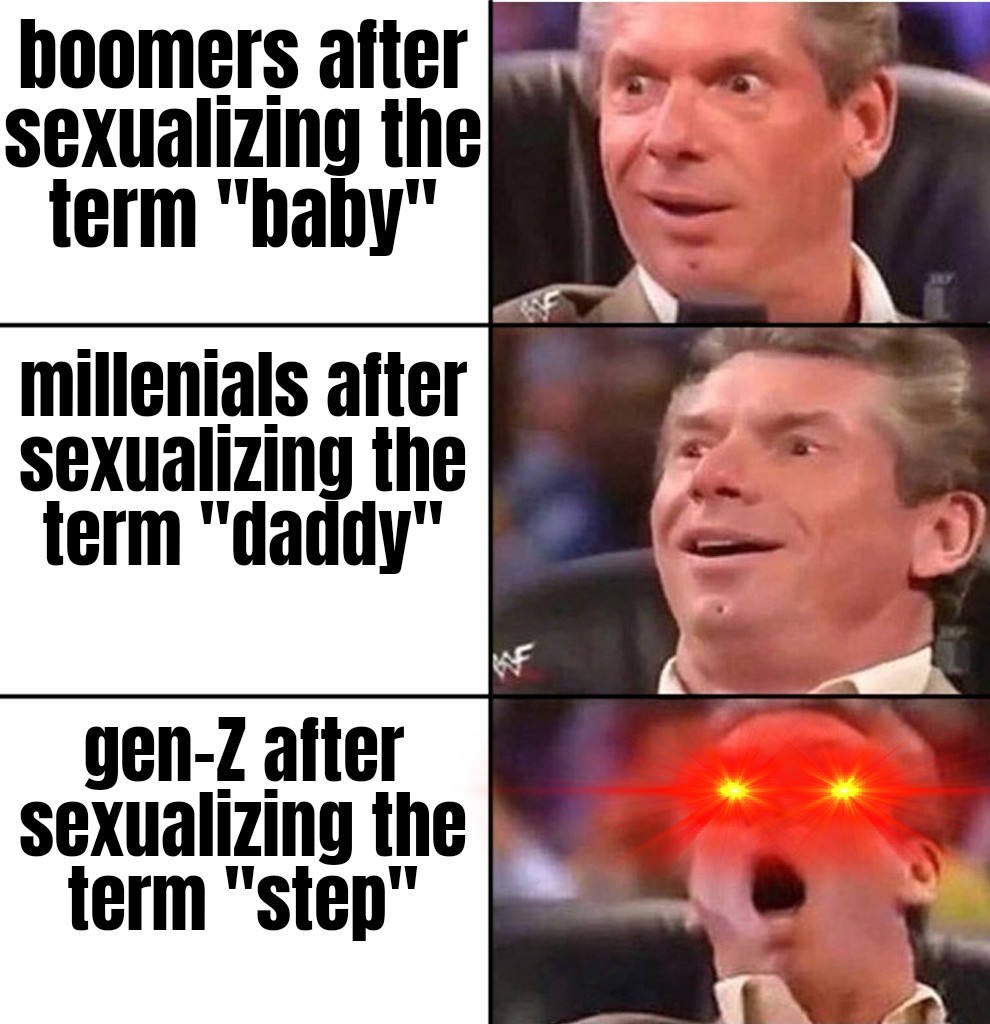 boomers after
sexualizing the
term "baby"
millenials after
sexualizing the
term "daddy"
gen-Z after
sexualizing the
term "step"